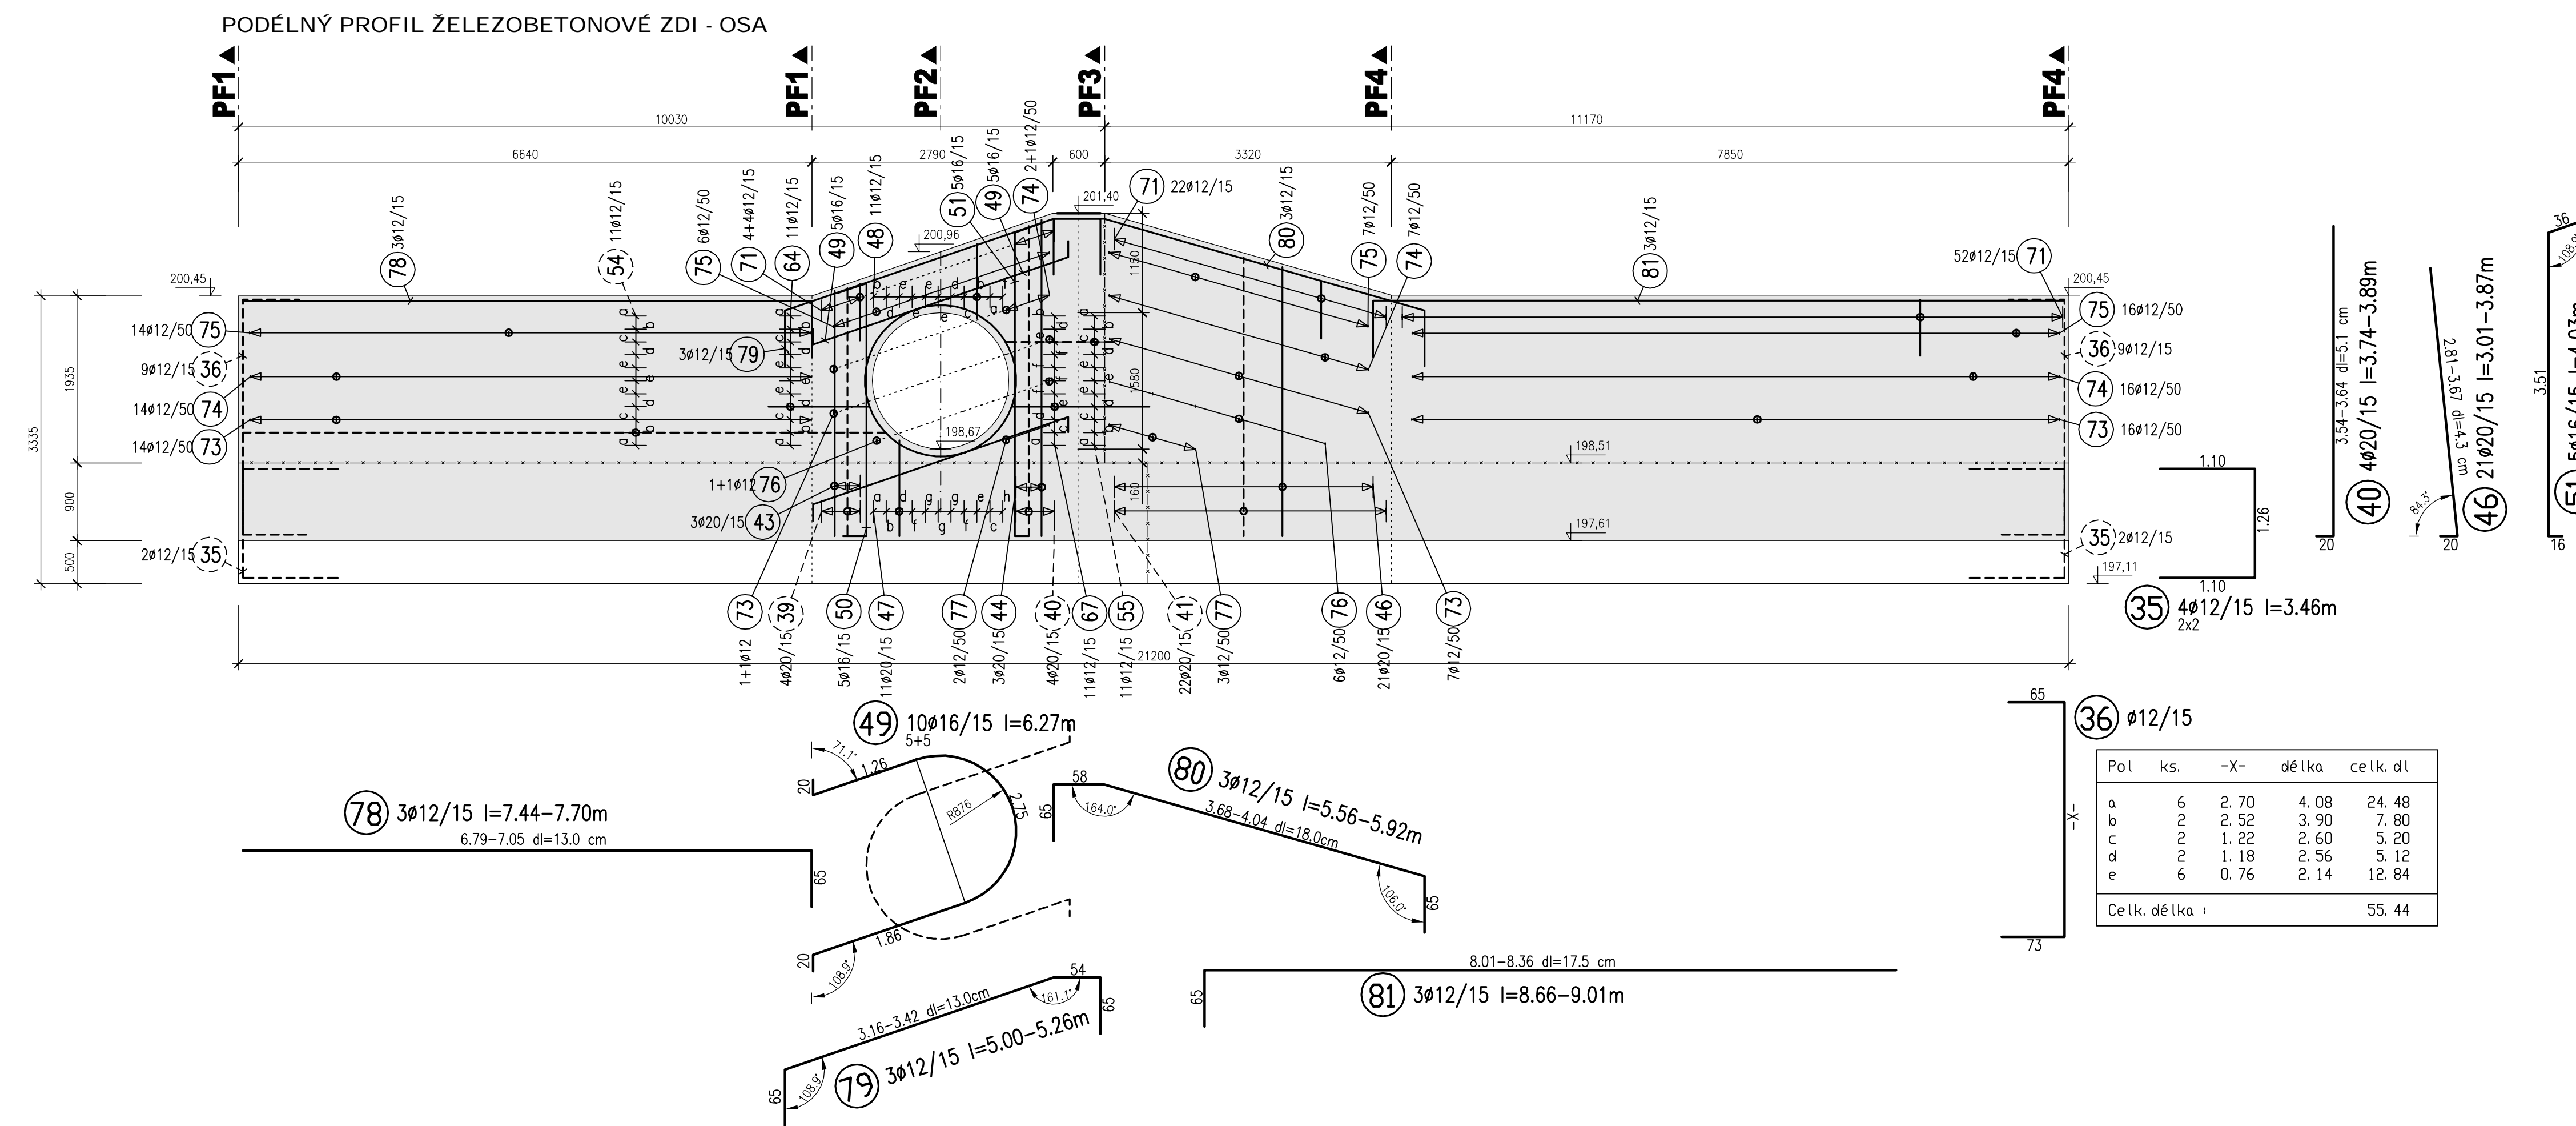 PODÉLNÝ PROFIL ŽELEZOBETONOVÉ ZDI - OSA
PF1 PF1 PF2 PF3 PF4 PF4
10030 11170
6640 2790 600 3320 7850
78 3ø12/15
54 11ø12/15
75 6ø12/50
71 4+4ø12/15
64 11ø12/15
49 5ø16/15
48 11ø12/15
51 5ø16/15
49 5ø16/15
74 2+1ø12/50
71 22ø12/15
80 3ø12/15
75 7ø12/50
74 7ø12/50
81 3ø12/15
52ø12/15 71
200,45
200,96
201,40
200,45
14ø12/50 75
9ø12/15 36
14ø12/50 74
14ø12/50 73
2ø12/15 35
3335
1935
900
500
3ø12/15 79
1+1ø12 76
3ø20/15 43
198,67
1150
1580
160
198,51
197,61
197,11
75 16ø12/50
36 9ø12/15
74 16ø12/50
73 16ø12/50
35 2ø12/15
a d g g e h
b f g f c
b e e d b f
d e e c a
73 1+1ø12
39 4ø20/15
50 5ø16/15
47 11ø20/15
77 2ø12/50
44 3ø20/15
40 4ø20/15
67 11ø12/15
55 11ø12/15
41 22ø20/15
77 3ø12/50
76 6ø12/50
46 21ø20/15
73 7ø12/50
21200
1.10
1.26
1.10
35 4ø12/15 l=3.46m
2x2
3.54-3.64 dl=5.1 cm
20
40 4ø20/15 l=3.74-3.89m
2.81-3.67 dl=4.3 cm
84.3°
20
46 21ø20/15 l=3.01-3.87m
36
108.9°
3.51
16
51 5ø16/15 l=4.03m
49 10ø16/15 l=6.27m
5+5
71.1°
20
1.26
R876
2.75
1.86
20
108.9°
78 3ø12/15 l=7.44-7.70m
6.79-7.05 dl=13.0 cm
65
58
65
164.0°
80 3ø12/15 l=5.56-5.92m
3.68-4.04 dl=18.0cm
106.0°
65
54
161.1°
65
3.16-3.42 dl=13.0cm
79 3ø12/15 l=5.00-5.26m
65
108.9°
8.01-8.36 dl=17.5 cm
65
81 3ø12/15 l=8.66-9.01m
65
36 ø12/15
-X-
73
Pol ks. -X- délka celk. dl
a 6 2.70 4.08 24.48
b 2 2.52 3.90 7.80
c 2 1.22 2.60 5.20
d 2 1.18 2.56 5.12
e 6 0.76 2.14 12.84
Celk. délka : 55.44